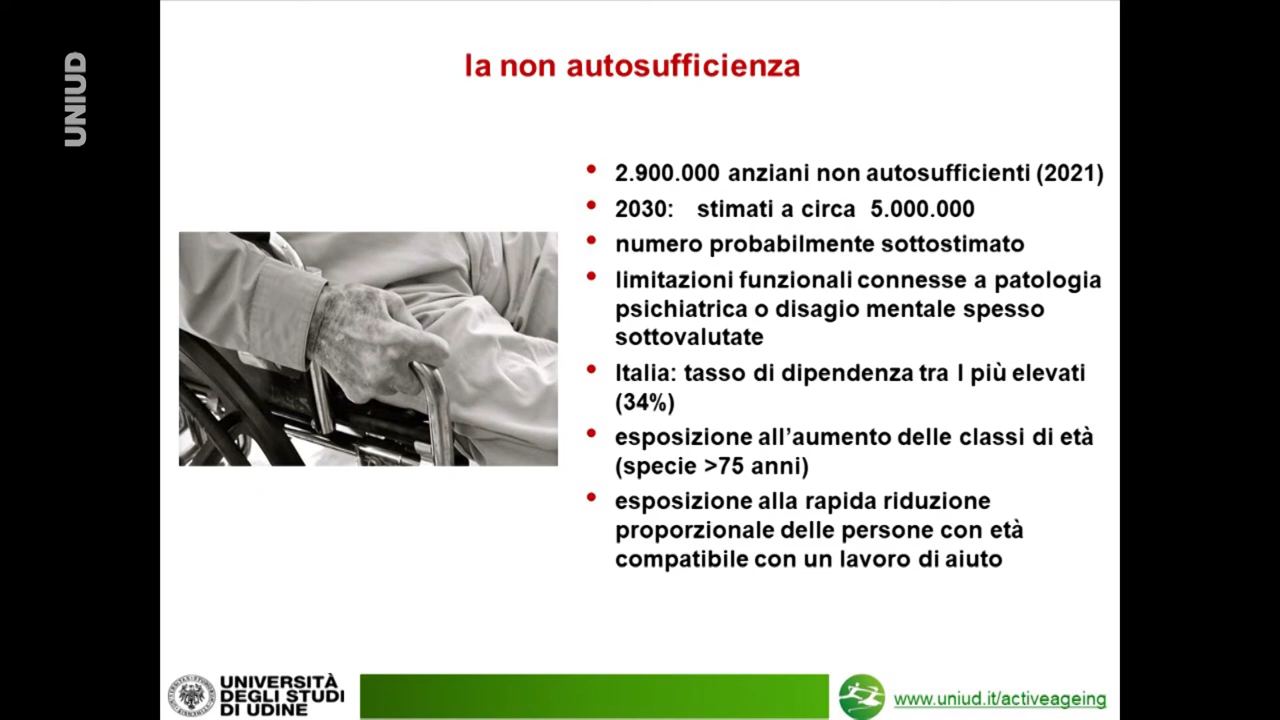 UNIUD
la non autosufficienza
2.900.000 anziani non autosufficienti (2021)
2030: stimati a circa 5.000.000
numero probabilmente sottostimato
limitazioni funzionali connesse a patologia
psichiatrica o disagio mentale spesso
sottovalutate
Italia: tasso di dipendenza tra I più elevati
(34%)
esposizione all’aumento delle classi di età
(specie >75 anni)
esposizione alla rapida riduzione
proporzionale delle persone con età
compatibile con un lavoro di aiuto
UNIVERSITÀ
DEGLI STUDI
DI UDINE
www.uniud.it/activeageing